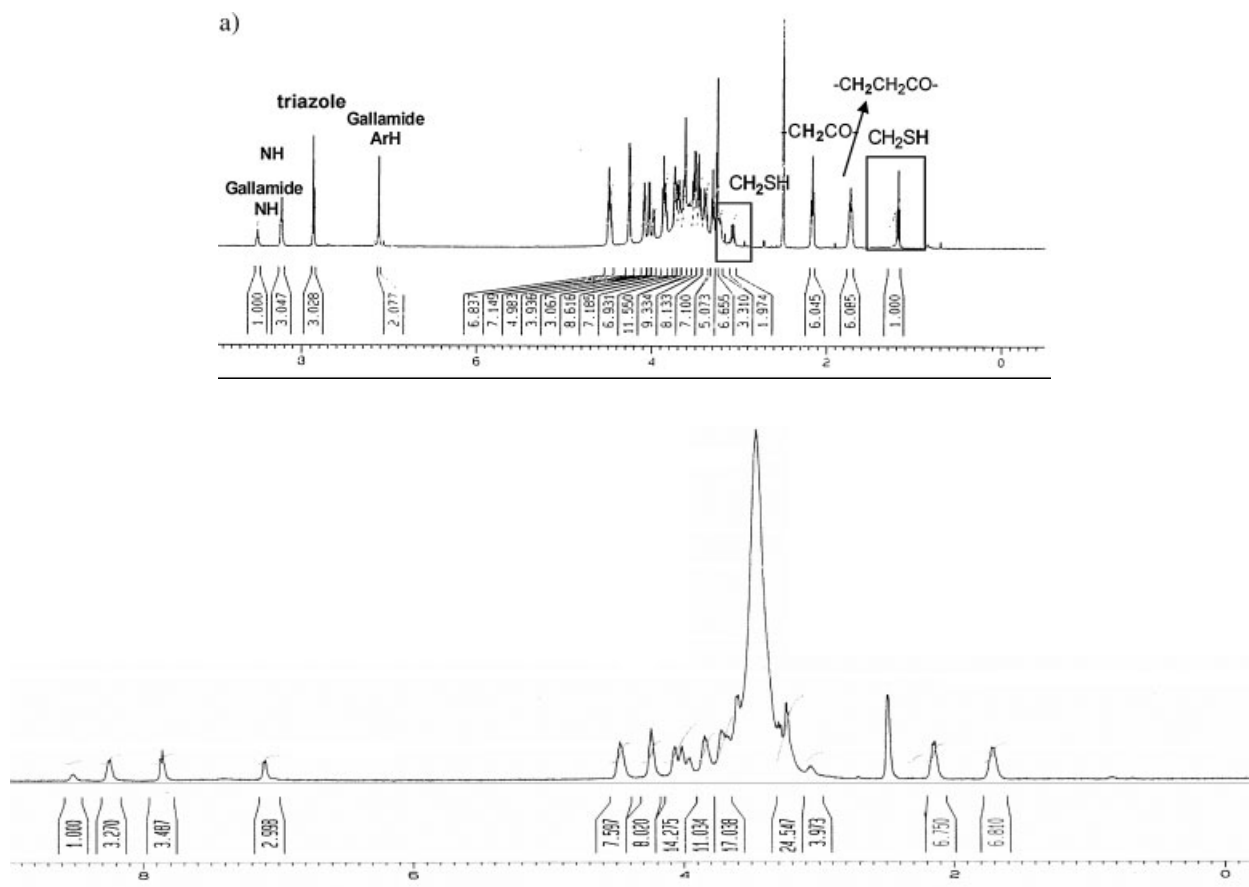 a)
-CH₂CH₂CO-
triazole
Gallamide
ArH
-CH₂CO-
CH₂SH
NH
CH₂SH
Gallamide
NH
1.000 3.047 3.028 2.077 6.837 7.149 4.983 3.936 3.067 8.616 7.185 6.931 11.550 9.334 8.133 7.100 5.073 6.655 3.310 1.974 6.045 6.085 1.000
6 4 2 0
1.000 3.270 3.487 2.998 7.597 8.020 14.275 11.034 17.038 24.547 3.973 6.750 6.810
8 6 4 2 0